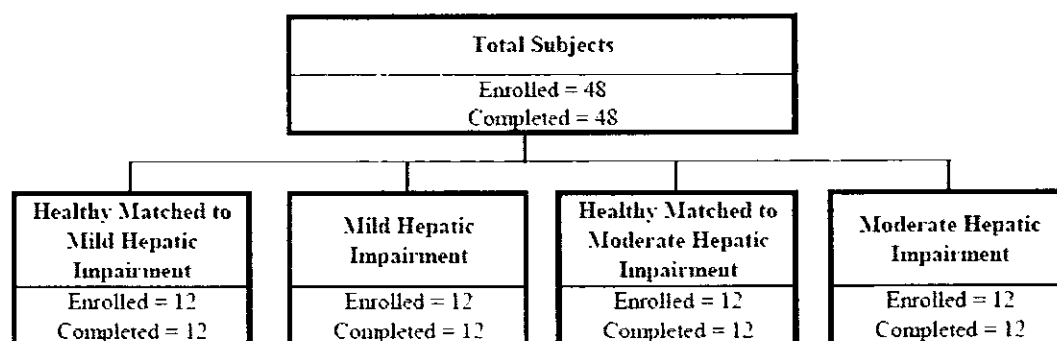 Total Subjects
Enrolled = 48
Completed = 48
Healthy Matched to
Mild Hepatic
Impairment
Enrolled = 12
Completed = 12
Mild Hepatic
Impairment
Enrolled = 12
Completed = 12
Healthy Matched to
Moderate Hepatic
Impairment
Enrolled = 12
Completed = 12
Moderate Hepatic
Impairment
Enrolled = 12
Completed = 12